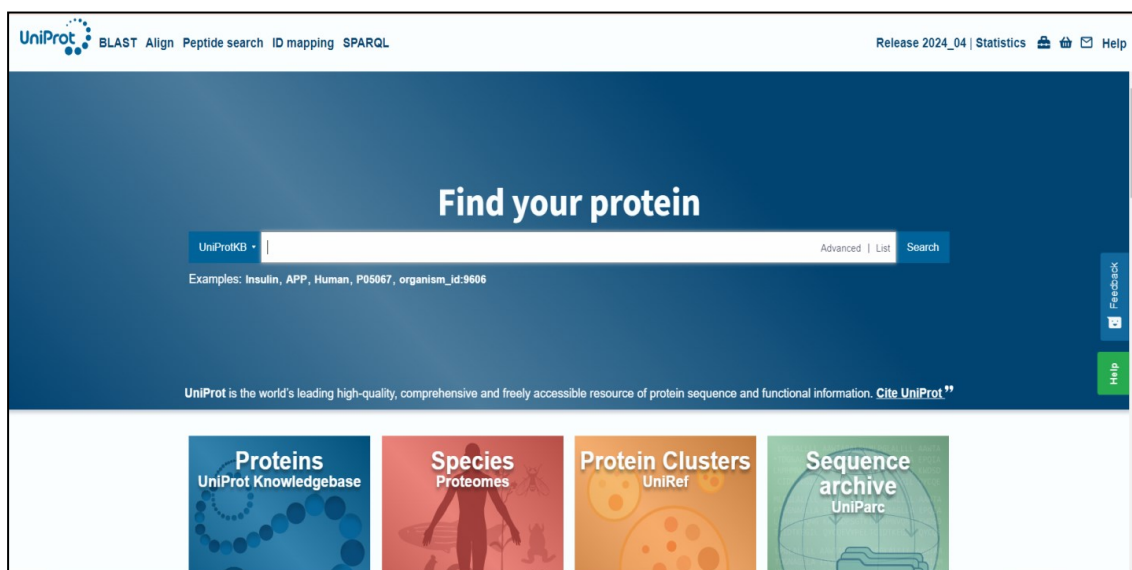 UniProt BLAST Align Peptide search ID mapping SPARQL Release 2024_04 | Statistics Help
Find your protein
UniProtKB Advanced | List Search
Examples: Insulin, APP, Human, P05067, organism_id:9606
Feedback
Help
UniProt is the world's leading high-quality, comprehensive and freely accessible resource of protein sequence and functional information. Cite UniProt ”
Proteins
UniProt Knowledgebase
Species
Proteomes
Protein Clusters
UniRef
Sequence
archive
UniParc